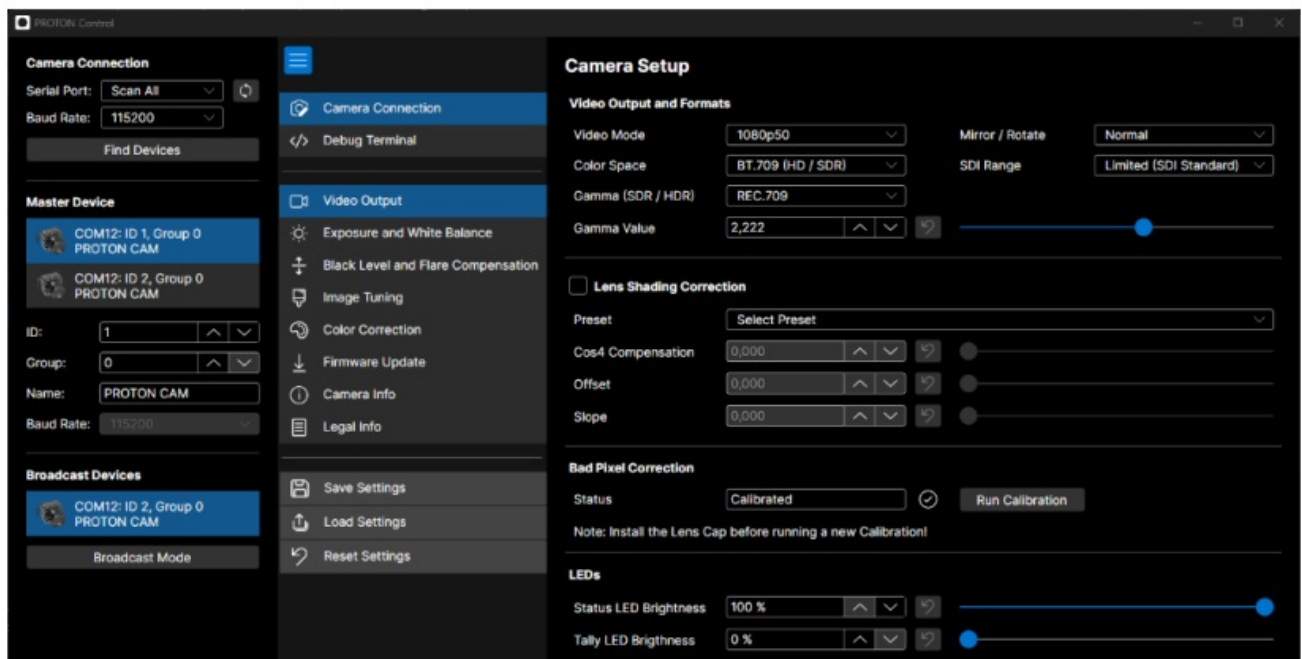 PROTON Control
Camera Connection
Serial Port: Scan All
Baud Rate: 115200
Find Devices
Master Device
COM12: ID 1, Group 0
PROTON CAM
COM12: ID 2, Group 0
PROTON CAM
ID: 1
Group: 0
Name: PROTON CAM
Baud Rate: 115200
Broadcast Devices
COM12: ID 2, Group 0
PROTON CAM
Broadcast Mode
Camera Connection
Debug Terminal
Video Output
Exposure and White Balance
Black Level and Flare Compensation
Image Tuning
Color Correction
Firmware Update
Camera Info
Legal Info
Save Settings
Load Settings
Reset Settings
Camera Setup
Video Output and Formats
Video Mode 1080p50 Mirror / Rotate Normal
Color Space BT.709 (HD / SDR) SDI Range Limited (SDI Standard)
Gamma (SDR / HDR) REC.709
Gamma Value 2,222
Lens Shading Correction
Preset Select Preset
Cos4 Compensation 0,000
Offset 0,000
Slope 0,000
Bad Pixel Correction
Status Calibrated Run Calibration
Note: Install the Lens Cap before running a new Calibration!
LEDs
Status LED Brightness 100 %
Tally LED Brigthness 0 %